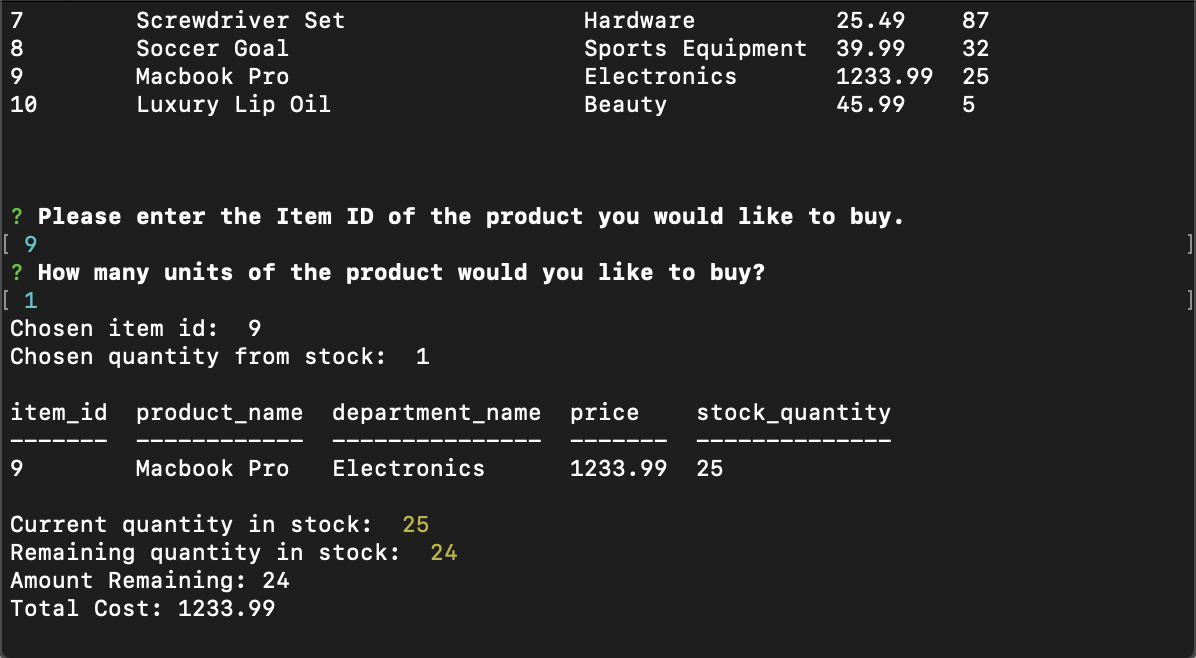 7        Screwdriver Set                 Hardware          25.49    87
8        Soccer Goal                     Sports Equipment  39.99    32
9        Macbook Pro                     Electronics       1233.99  25
10       Luxury Lip Oil                  Beauty            45.99    5
? Please enter the Item ID of the product you would like to buy.
[ 9 ]
? How many units of the product would you like to buy?
[ 1 ]
Chosen item id:  9
Chosen quantity from stock:  1
item_id  product_name  department_name  price    stock_quantity
-------  ------------  ---------------  -------  --------------
9        Macbook Pro   Electronics      1233.99  25
Current quantity in stock:  25
Remaining quantity in stock:  24
Amount Remaining: 24
Total Cost: 1233.99